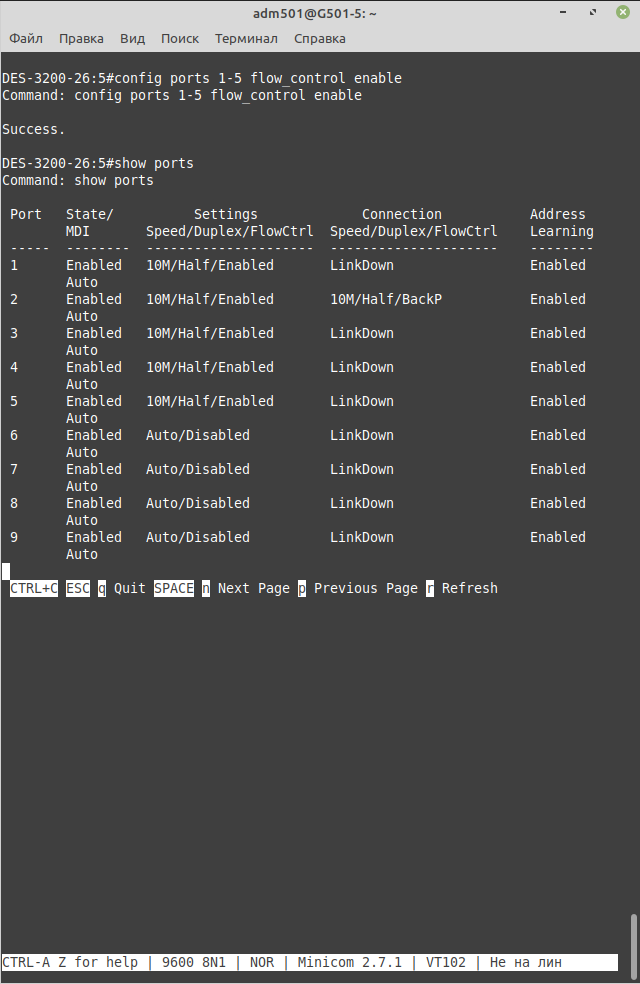 adm501@G501-5: ~
Файл Правка Вид Поиск Терминал Справка
DES-3200-26:5#config ports 1-5 flow_control enable
Command: config ports 1-5 flow_control enable
Success.
DES-3200-26:5#show ports
Command: show ports
Port State/ Settings Connection Address
MDI Speed/Duplex/FlowCtrl Speed/Duplex/FlowCtrl Learning
----- -------- --------------------- --------------------- --------
1 Enabled 10M/Half/Enabled LinkDown Enabled
Auto
2 Enabled 10M/Half/Enabled 10M/Half/BackP Enabled
Auto
3 Enabled 10M/Half/Enabled LinkDown Enabled
Auto
4 Enabled 10M/Half/Enabled LinkDown Enabled
Auto
5 Enabled 10M/Half/Enabled LinkDown Enabled
Auto
6 Enabled Auto/Disabled LinkDown Enabled
Auto
7 Enabled Auto/Disabled LinkDown Enabled
Auto
8 Enabled Auto/Disabled LinkDown Enabled
Auto
9 Enabled Auto/Disabled LinkDown Enabled
Auto
CTRL+C ESC q Quit SPACE n Next Page p Previous Page r Refresh
CTRL-A Z for help | 9600 8N1 | NOR | Minicom 2.7.1 | VT102 | Не на лин